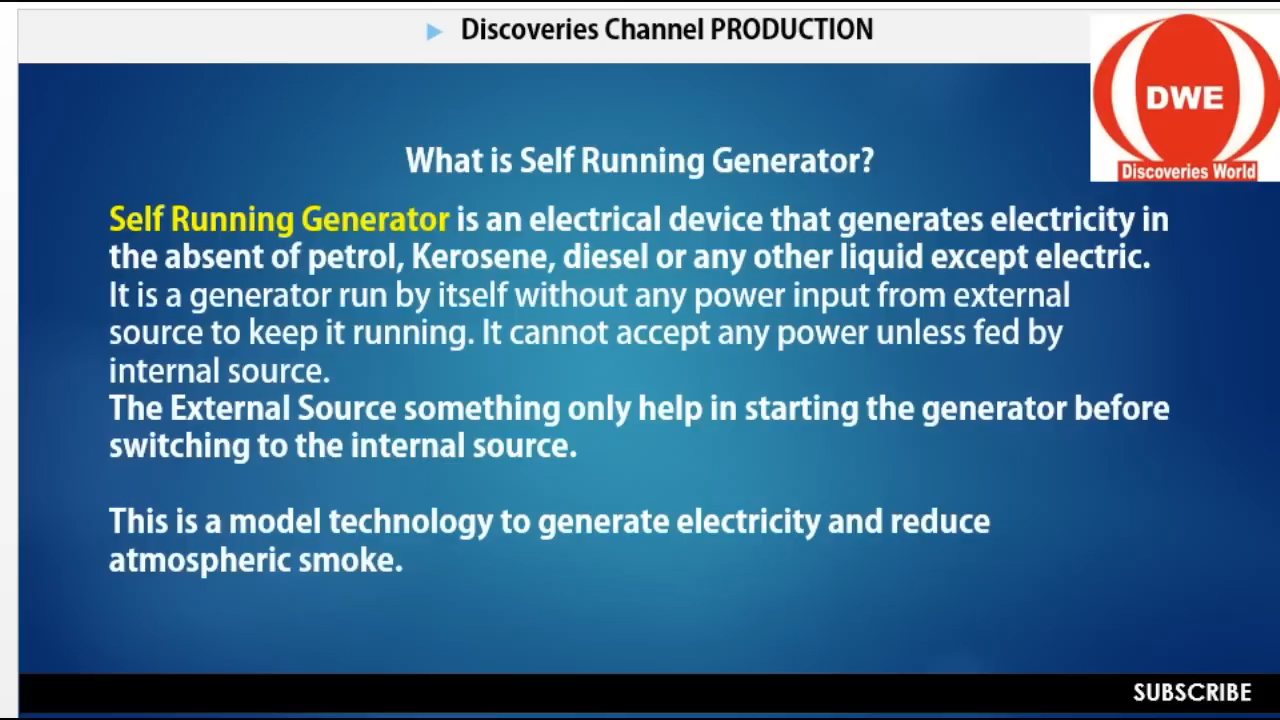 Discoveries Channel PRODUCTION
DWE
Discoveries World
What is Self Running Generator?
Self Running Generator is an electrical device that generates electricity in
the absent of petrol, Kerosene, diesel or any other liquid except electric.
It is a generator run by itself without any power input from external
source to keep it running. It cannot accept any power unless fed by
internal source.
The External Source something only help in starting the generator before
switching to the internal source.
This is a model technology to generate electricity and reduce
atmospheric smoke.
SUBSCRIBE